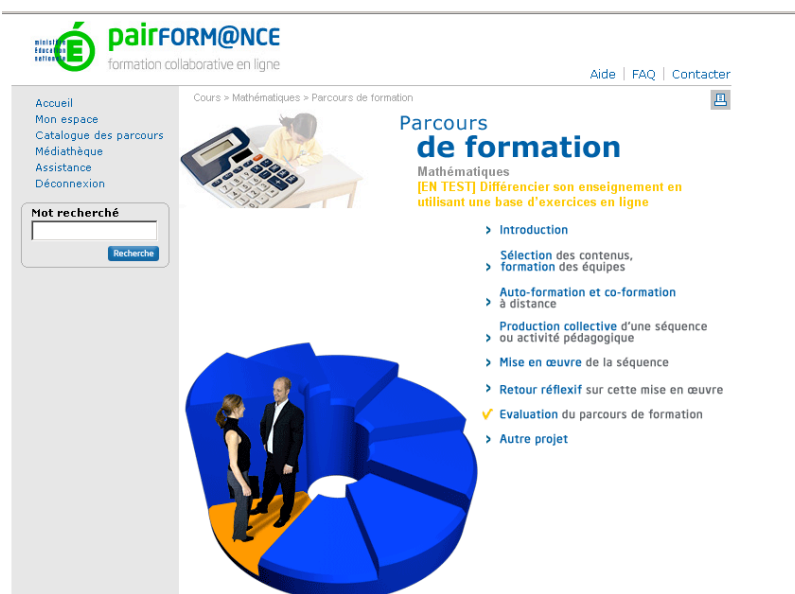 ministère
éducation
nationale
pairFORM@NCE
formation collaborative en ligne
Aide | FAQ | Contacter
Accueil
Mon espace
Catalogue des parcours
Médiathèque
Assistance
Déconnexion
Mot recherché
Recherche
Cours > Mathématiques > Parcours de formation
Parcours
de formation
Mathématiques
[EN TEST] Différencier son enseignement en
utilisant une base d'exercices en ligne
Introduction
Sélection des contenus,
formation des équipes
Auto-formation et co-formation
à distance
Production collective d'une séquence
ou activité pédagogique
Mise en œuvre de la séquence
Retour réflexif sur cette mise en œuvre
Evaluation du parcours de formation
Autre projet